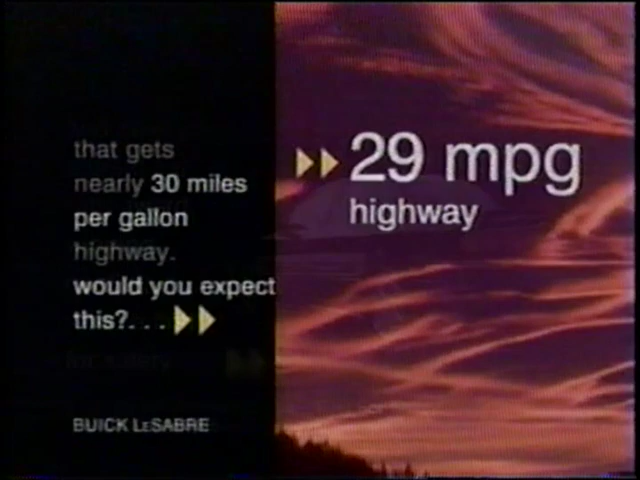 that gets
nearly 30 miles
per gallon
highway.
would you expect
this?...
BUICK LESABRE
29 mpg
highway